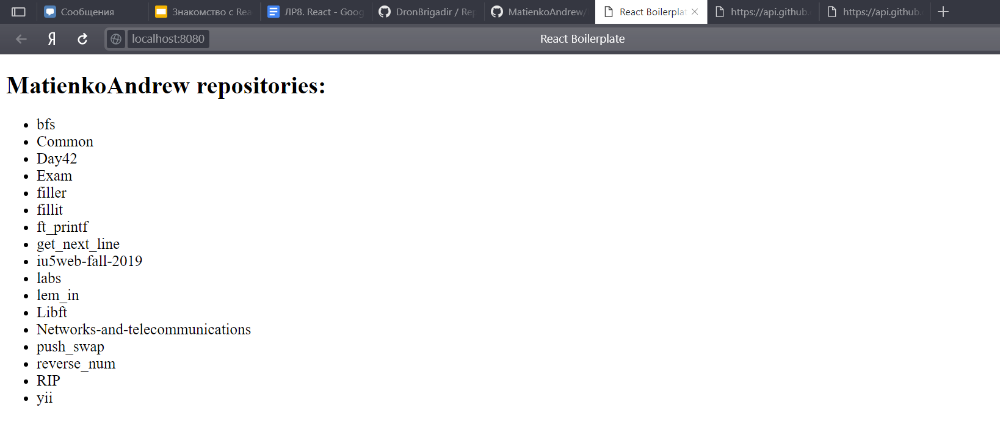 Сообщения
Знакомство с Rea
ЛР8. React - Goog
DronBrigadir / Rep
MatienkoAndrew/
React Boilerplat
https://api.github.
https://api.github.
Я
localhost:8080
React Boilerplate
MatienkoAndrew repositories:
bfs
Common
Day42
Exam
filler
fillit
ft_printf
get_next_line
iu5web-fall-2019
labs
lem_in
Libft
Networks-and-telecommunications
push_swap
reverse_num
RIP
yii